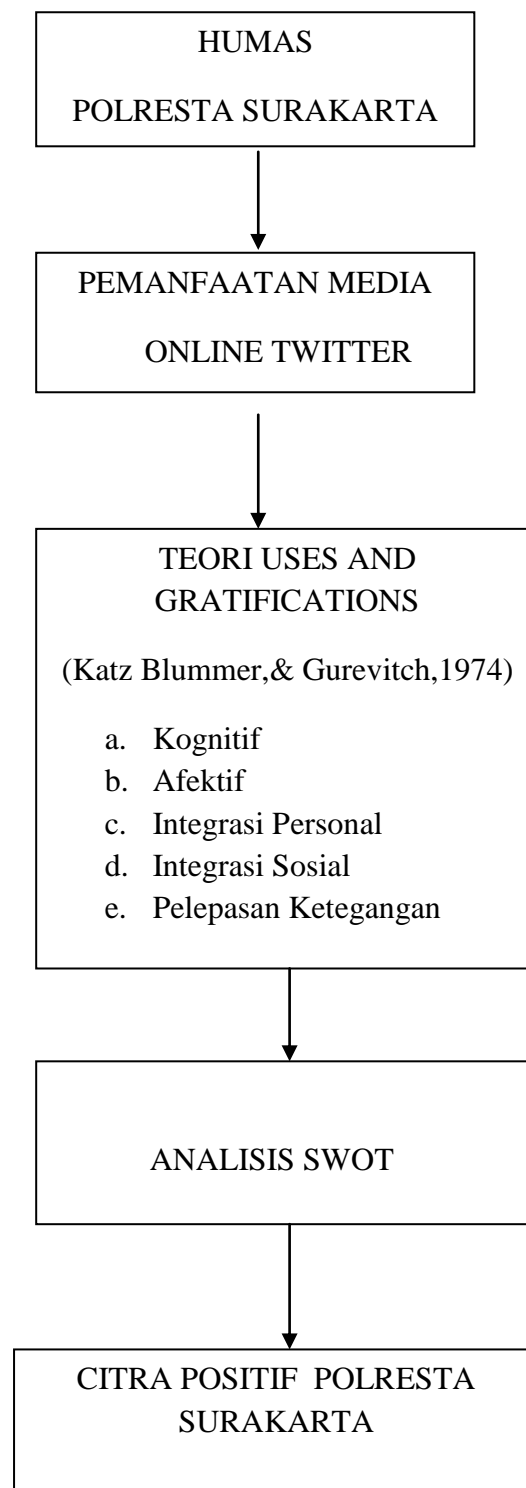 HUMAS
POLRESTA SURAKARTA
PEMANFAATAN MEDIA
ONLINE TWITTER
TEORI USES AND
GRATIFICATIONS
(Katz Blummer,& Gurevitch,1974)
a. Kognitif
b. Afektif
c. Integrasi Personal
d. Integrasi Sosial
e. Pelepasan Ketegangan
ANALISIS SWOT
CITRA POSITIF POLRESTA
SURAKARTA